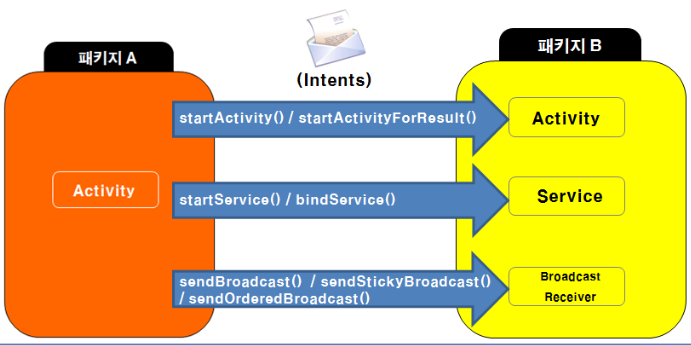 패키지 A
패키지 B
(Intents)
startActivity() / startActivityForResult()
Activity
Activity
startService() / bindService()
Service
sendBroadcast() / sendStickyBroadcast()
/ sendOrderedBroadcast()
Broadcast
Receiver